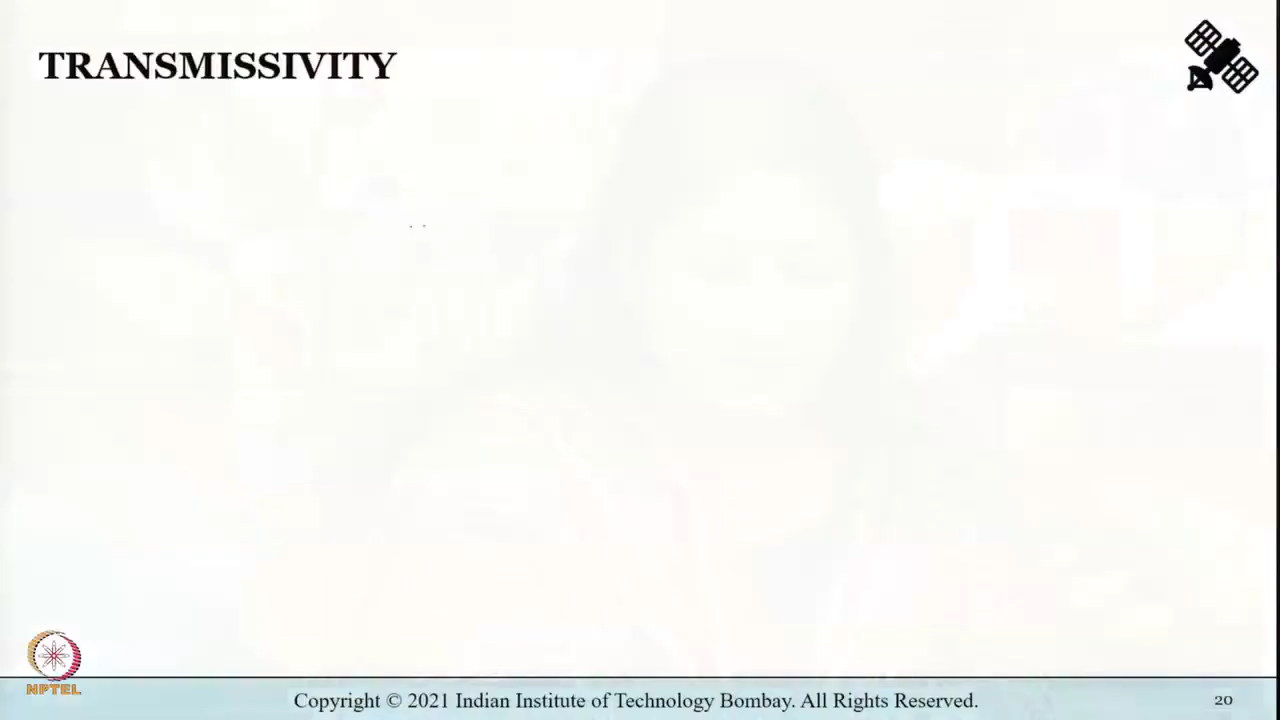 TRANSMISSIVITY
NPTEL
Copyright © 2021 Indian Institute of Technology Bombay. All Rights Reserved.
20